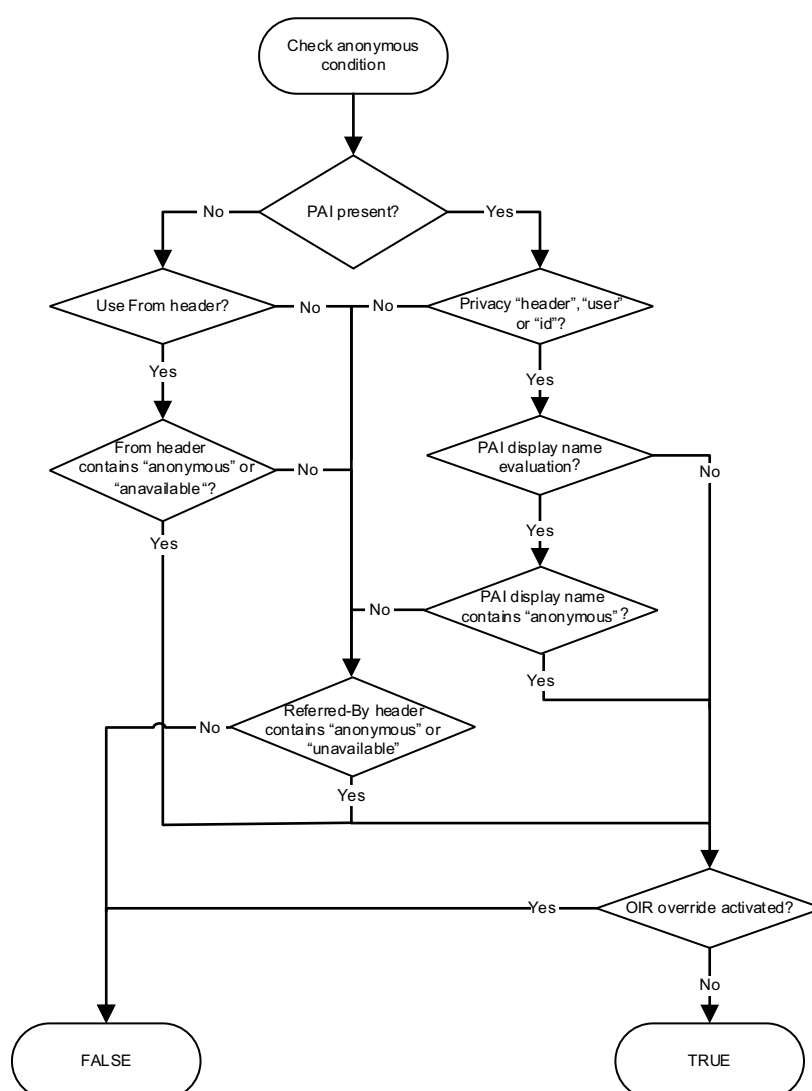 Check anonymous
condition
PAI present?
No
Yes
Use From header?
No
No
Privacy “header”, “user”
or “id”?
Yes
Yes
From header
contains “anonymous” or
“anavailable“?
No
PAI display name
evaluation?
No
Yes
Yes
No
PAI display name
contains “anonymous”?
Yes
No
Referred-By header
contains “anonymous” or
“unavailable”
Yes
Yes
OIR override activated?
No
FALSE
TRUE